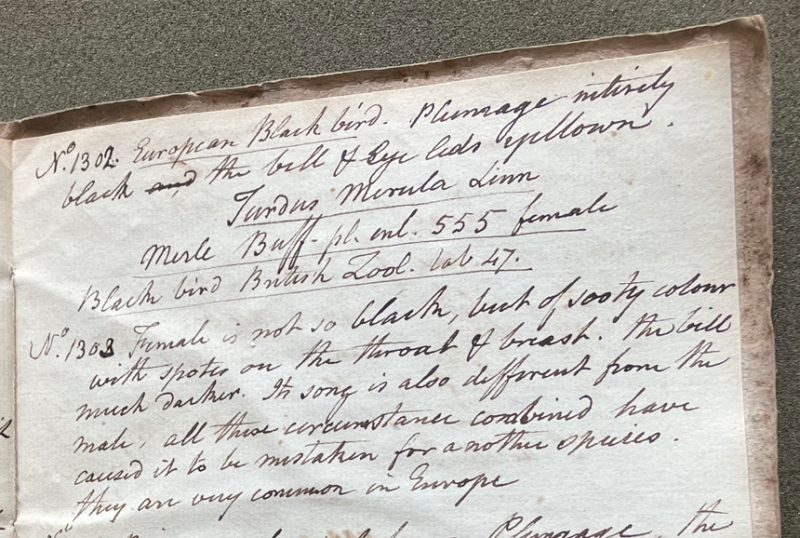 No. 1302. European Black bird. Plumage intirely
black and the bill & Eye lids yellown.
Turdus Merula Linn
Merle Buff. pl. enl. 555 female
Black bird British Zool. tab 47.
No. 1303 Fumale is not so black, but of sooty colour
with spots on the throat & breast. the bill
much darker. Its song is also different from the
male, all these circumstance combined have
caused it to be mistaken for another species.
they are very common in Europe
Plumage, the